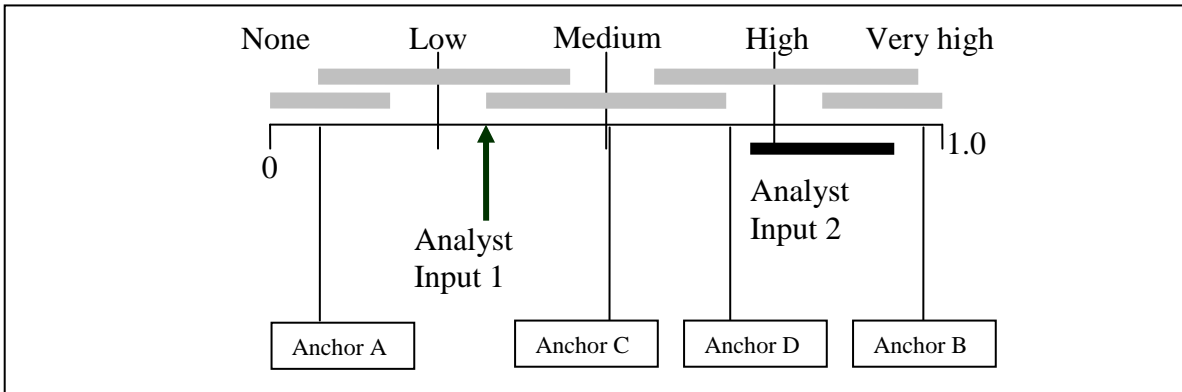 None Low Medium High Very high
0 1.0
Analyst
Input 1
Analyst
Input 2
Anchor A Anchor C Anchor D Anchor B